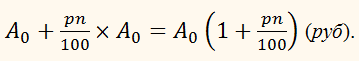 A₀ + pn/100 × A₀ = A₀ (1 + pn/100) (руб).